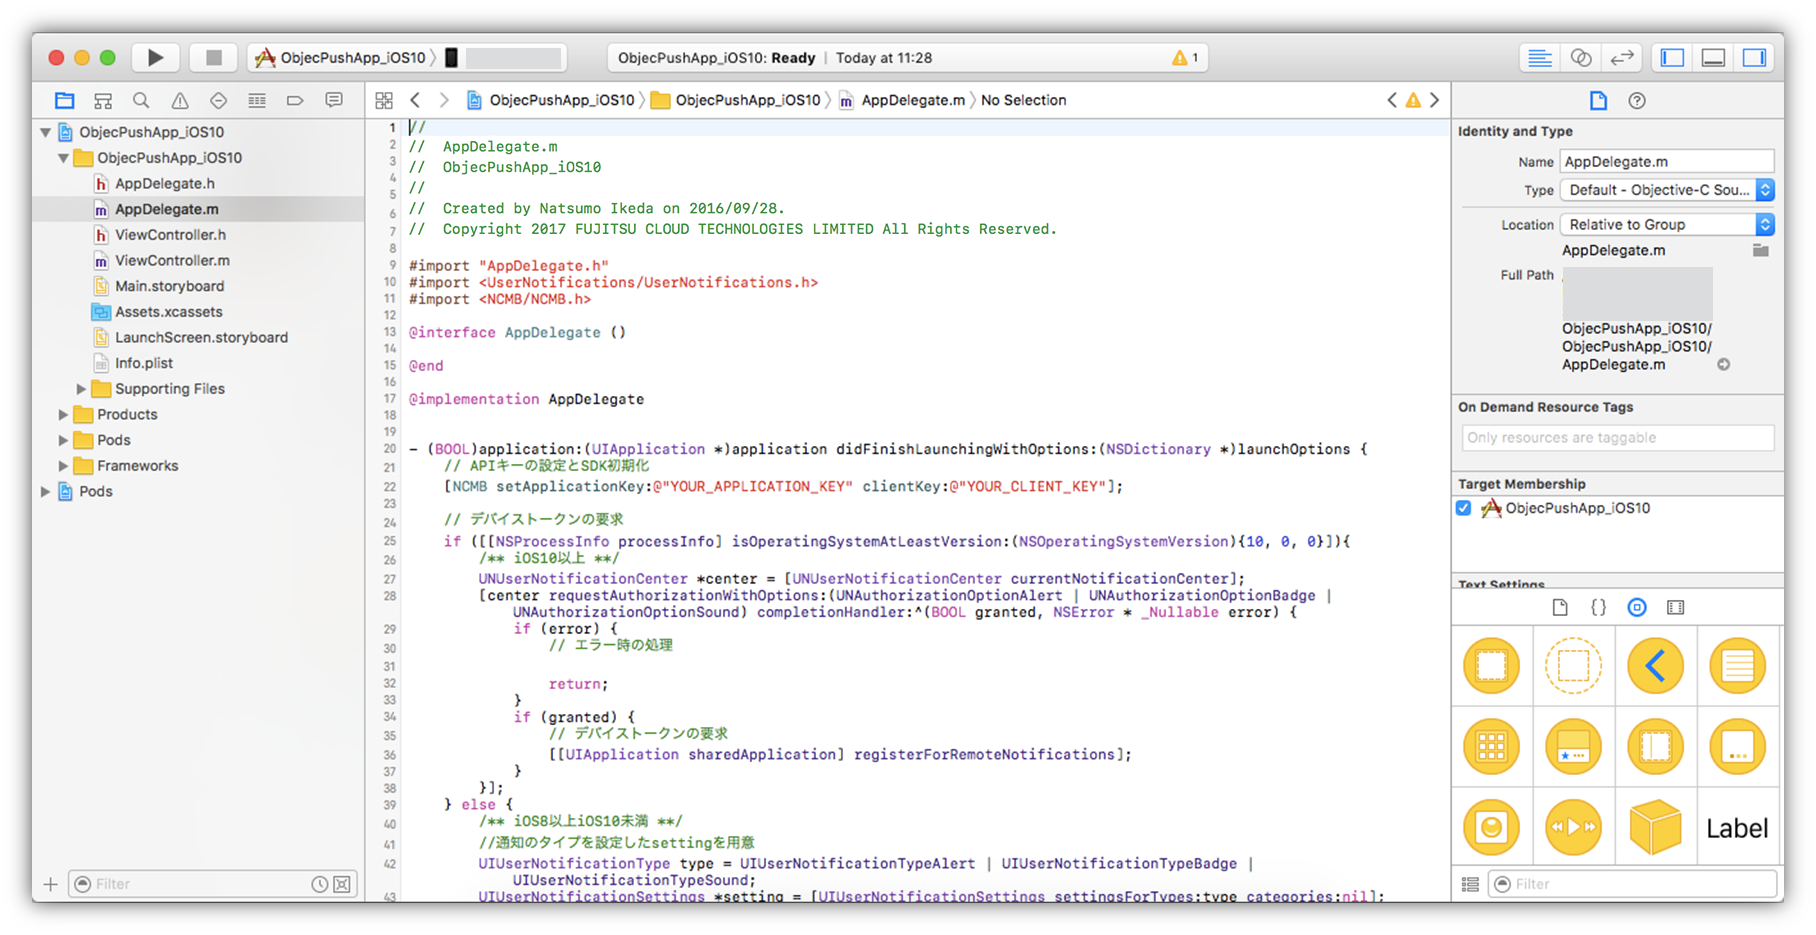 ObjecPushApp_iOS10
ObjecPushApp_iOS10: Ready | Today at 11:28
1
ObjecPushApp_iOS10
ObjecPushApp_iOS10
AppDelegate.m
No Selection
ObjecPushApp_iOS10
ObjecPushApp_iOS10
AppDelegate.h
AppDelegate.m
ViewController.h
ViewController.m
Main.storyboard
Assets.xcassets
LaunchScreen.storyboard
Info.plist
Supporting Files
Products
Pods
Frameworks
Pods
Filter
1 //
2 //  AppDelegate.m
3 //  ObjecPushApp_iOS10
4 //
5
6 //  Created by Natsumo Ikeda on 2016/09/28.
7 //  Copyright 2017 FUJITSU CLOUD TECHNOLOGIES LIMITED All Rights Reserved.
8
9 #import "AppDelegate.h"
10 #import <UserNotifications/UserNotifications.h>
11 #import <NCMB/NCMB.h>
12
13 @interface AppDelegate ()
14
15 @end
16
17 @implementation AppDelegate
18
19
20 - (BOOL)application:(UIApplication *)application didFinishLaunchingWithOptions:(NSDictionary *)launchOptions {
21 // APIキーの設定とSDK初期化
22 [NCMB setApplicationKey:@"YOUR_APPLICATION_KEY" clientKey:@"YOUR_CLIENT_KEY"];
23
24 // デバイストークンの要求
25 if ([[NSProcessInfo processInfo] isOperatingSystemAtLeastVersion:(NSOperatingSystemVersion){10, 0, 0}]){
26 /** iOS10以上 **/
27 UNUserNotificationCenter *center = [UNUserNotificationCenter currentNotificationCenter];
28 [center requestAuthorizationWithOptions:(UNAuthorizationOptionAlert | UNAuthorizationOptionBadge |
UNAuthorizationOptionSound) completionHandler:^(BOOL granted, NSError * _Nullable error) {
29 if (error) {
30 // エラー時の処理
31
32 return;
33 }
34 if (granted) {
35 // デバイストークンの要求
36 [[UIApplication sharedApplication] registerForRemoteNotifications];
37 }
38 }];
39 } else {
40 /** iOS8以上iOS10未満 **/
41 //通知のタイプを設定したsettingを用意
42 UIUserNotificationType type = UIUserNotificationTypeAlert | UIUserNotificationTypeBadge |
UIUserNotificationTypeSound;
43 UIUserNotificationSettings *setting = [UIUserNotificationSettings settingsForTypes:type categories:nil];
Identity and Type
Name AppDelegate.m
Type Default - Objective-C Sou...
Location Relative to Group
AppDelegate.m
Full Path
ObjecPushApp_iOS10/
ObjecPushApp_iOS10/
AppDelegate.m
On Demand Resource Tags
Only resources are taggable
Target Membership
ObjecPushApp_iOS10
Text Settings
{}
Label
Filter